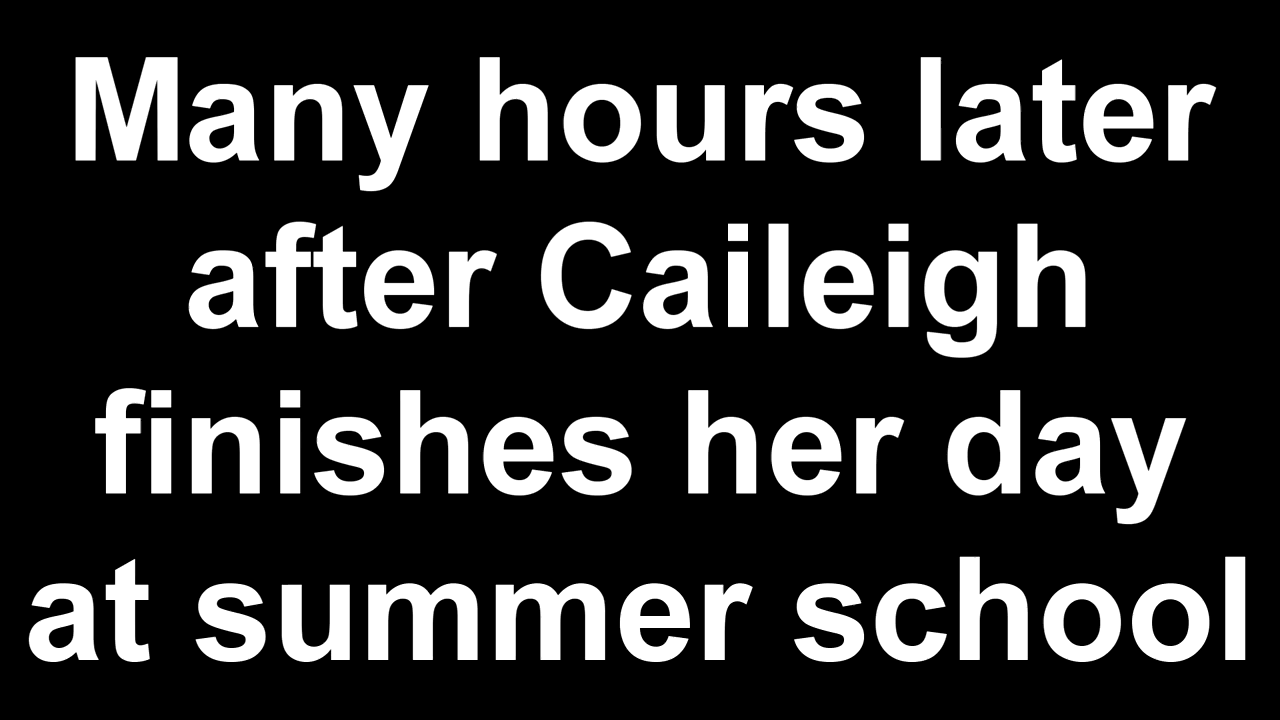 Many hours later
after Caileigh
finishes her day
at summer school